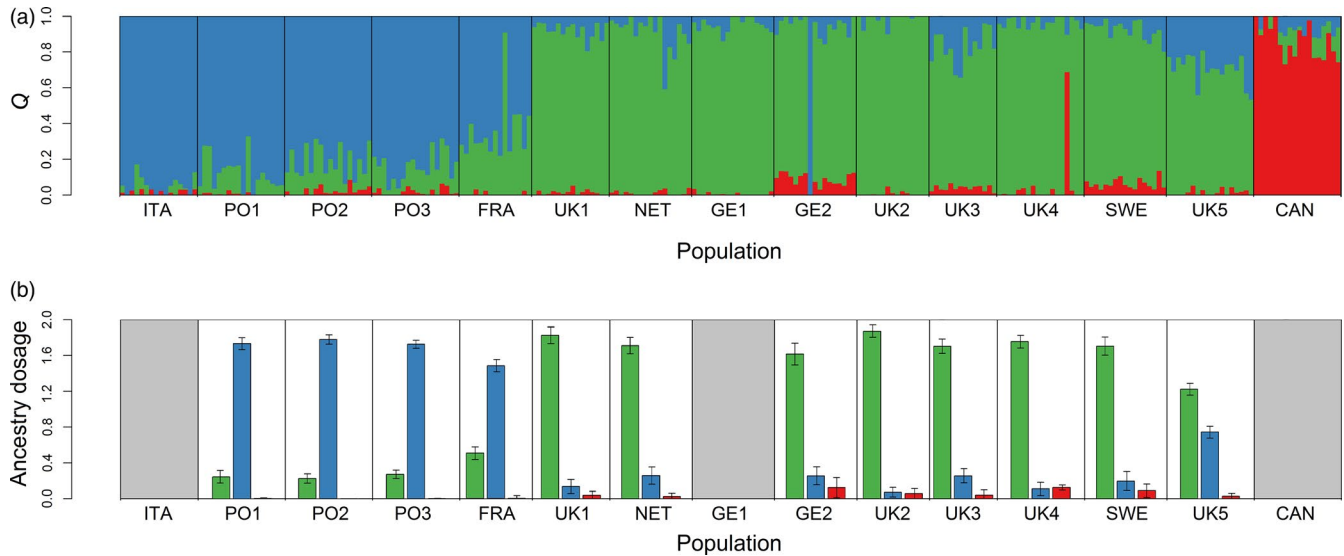 (a)
Q
1.0
0.8
0.6
0.4
0.2
0.0
ITA PO1 PO2 PO3 FRA UK1 NET GE1 GE2 UK2 UK3 UK4 SWE UK5 CAN
Population
(b)
Ancestry dosage
2.0
1.6
1.2
0.8
0.4
0.0
ITA PO1 PO2 PO3 FRA UK1 NET GE1 GE2 UK2 UK3 UK4 SWE UK5 CAN
Population